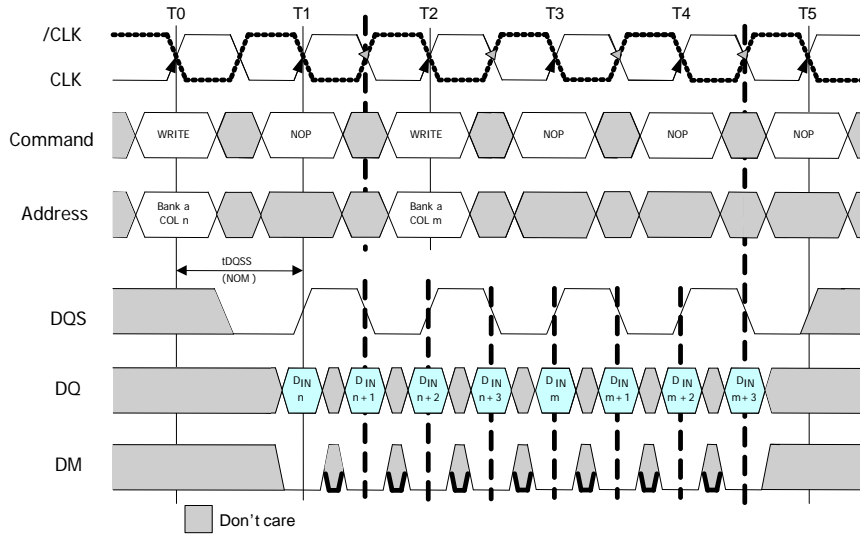 T0 T1 T2 T3 T4 T5
/CLK
CLK
Command WRITE NOP WRITE NOP NOP NOP
Address Bank a COL n Bank a COL m
tDQSS
(NOM)
DQS
DQ DIN n DIN n+1 DIN n+2 DIN n+3 DIN m DIN m+1 DIN m+2 DIN m+3
DM
Don't care